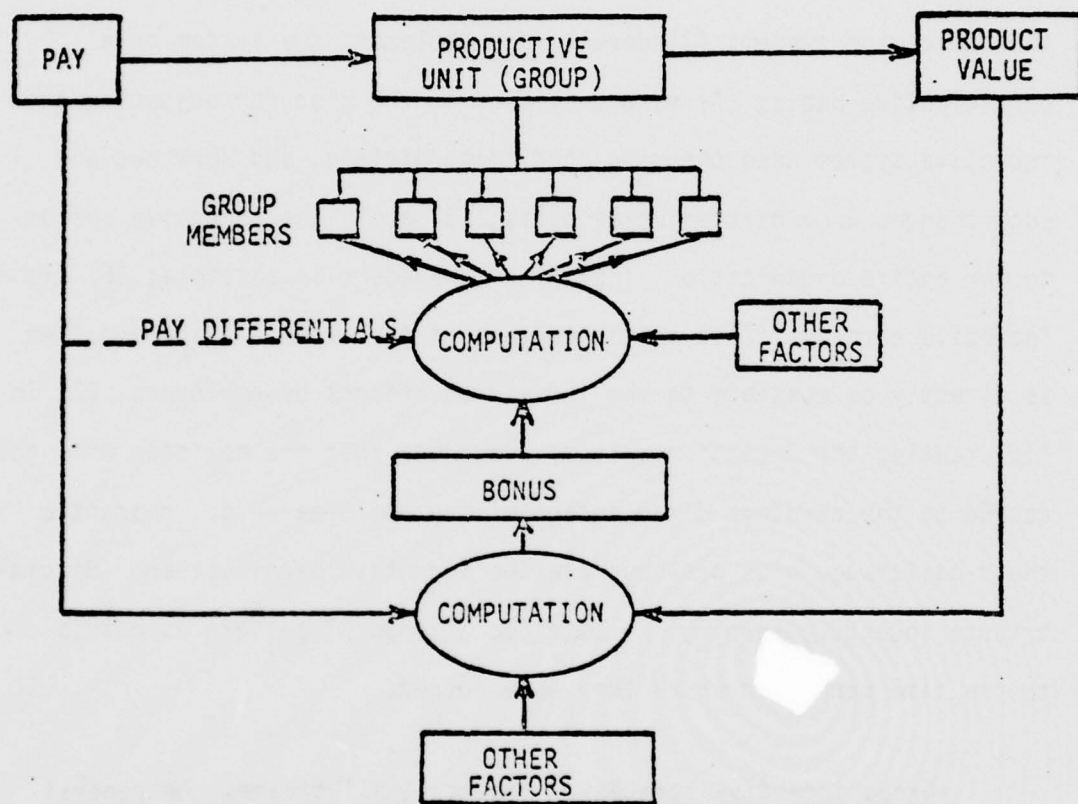 PAY
PRODUCTIVE
UNIT (GROUP)
PRODUCT
VALUE
GROUP
MEMBERS
PAY DIFFERENTIALS
COMPUTATION
OTHER
FACTORS
BONUS
COMPUTATION
OTHER
FACTORS